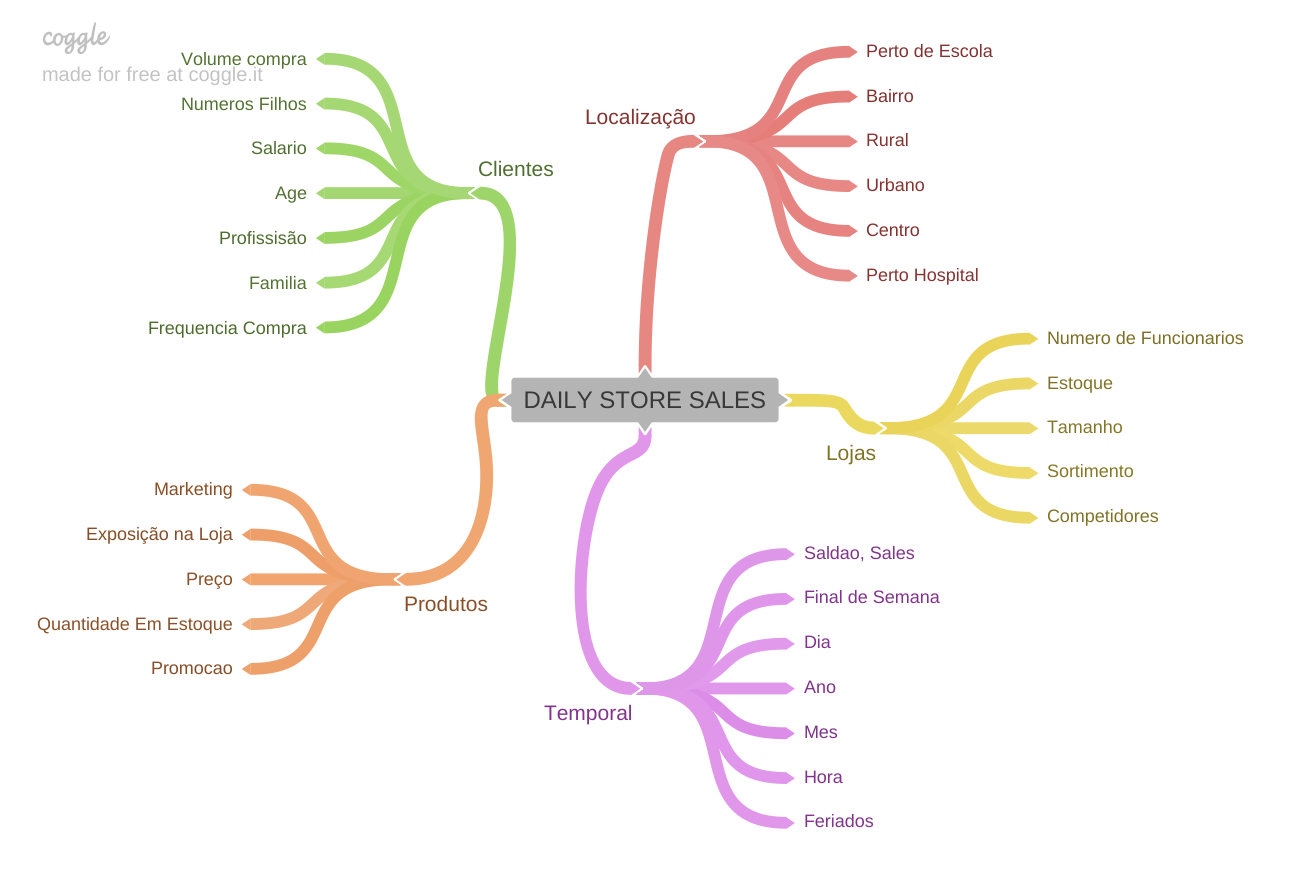 coggle
made for free at coggle.it
Volume compra
Numeros Filhos
Salario
Age
Profissisão
Familia
Frequencia Compra
Clientes
Localização
Perto de Escola
Bairro
Rural
Urbano
Centro
Perto Hospital
DAILY STORE SALES
Numero de Funcionarios
Estoque
Tamanho
Sortimento
Competidores
Lojas
Marketing
Exposição na Loja
Preço
Quantidade Em Estoque
Promocao
Produtos
Temporal
Saldao, Sales
Final de Semana
Dia
Ano
Mes
Hora
Feriados